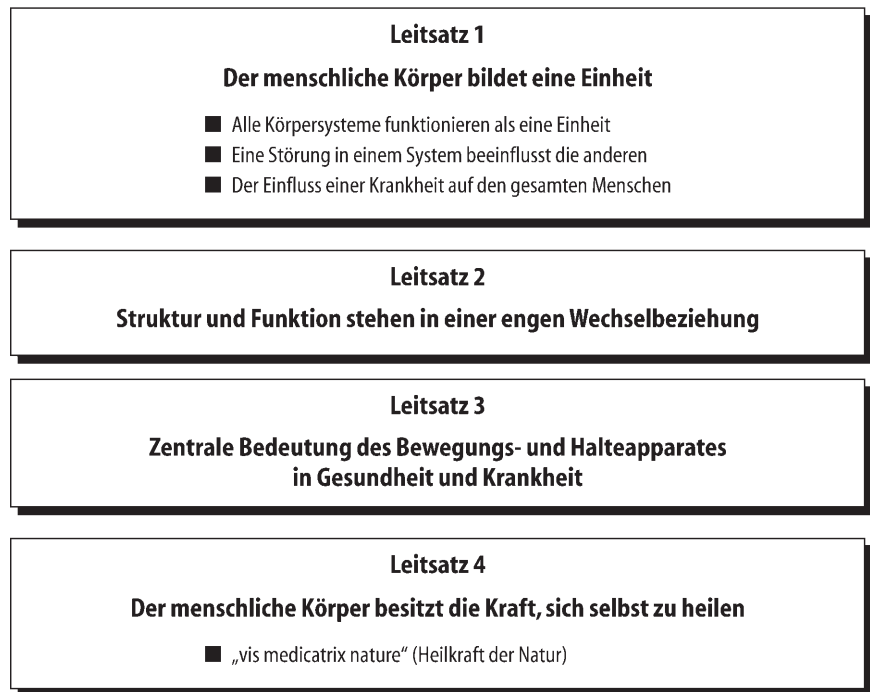 Leitsatz 1
Der menschliche Körper bildet eine Einheit
■ Alle Körpersysteme funktionieren als eine Einheit
■ Eine Störung in einem System beeinflusst die anderen
■ Der Einfluss einer Krankheit auf den gesamten Menschen
Leitsatz 2
Struktur und Funktion stehen in einer engen Wechselbeziehung
Leitsatz 3
Zentrale Bedeutung des Bewegungs- und Halteapparates
in Gesundheit und Krankheit
Leitsatz 4
Der menschliche Körper besitzt die Kraft, sich selbst zu heilen
■ „vis medicatrix nature“ (Heilkraft der Natur)